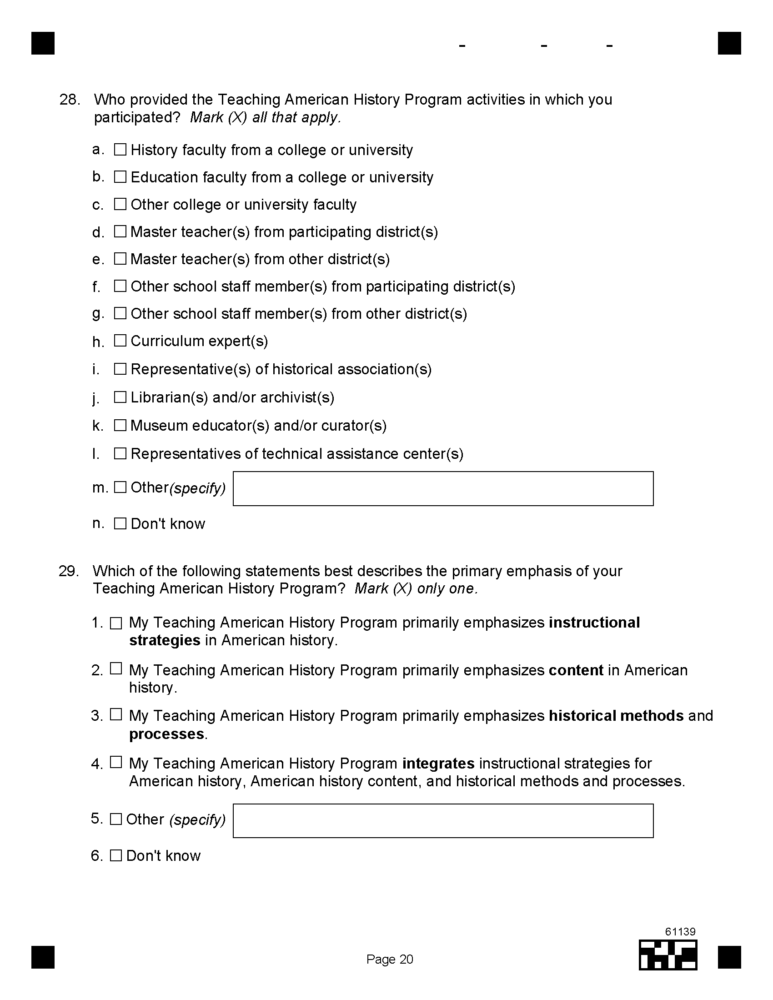 - - -
28. Who provided the Teaching American History Program activities in which you
participated? Mark (X) all that apply.
a. History faculty from a college or university
b. Education faculty from a college or university
c. Other college or university faculty
d. Master teacher(s) from participating district(s)
e. Master teacher(s) from other district(s)
f. Other school staff member(s) from participating district(s)
g. Other school staff member(s) from other district(s)
h. Curriculum expert(s)
i. Representative(s) of historical association(s)
j. Librarian(s) and/or archivist(s)
k. Museum educator(s) and/or curator(s)
l. Representatives of technical assistance center(s)
m. Other(specify)
n. Don't know
29. Which of the following statements best describes the primary emphasis of your
Teaching American History Program? Mark (X) only one.
1. My Teaching American History Program primarily emphasizes instructional
strategies in American history.
2. My Teaching American History Program primarily emphasizes content in American
history.
3. My Teaching American History Program primarily emphasizes historical methods and
processes.
4. My Teaching American History Program integrates instructional strategies for
American history, American history content, and historical methods and processes.
5. Other (specify)
6. Don't know
61139
Page 20